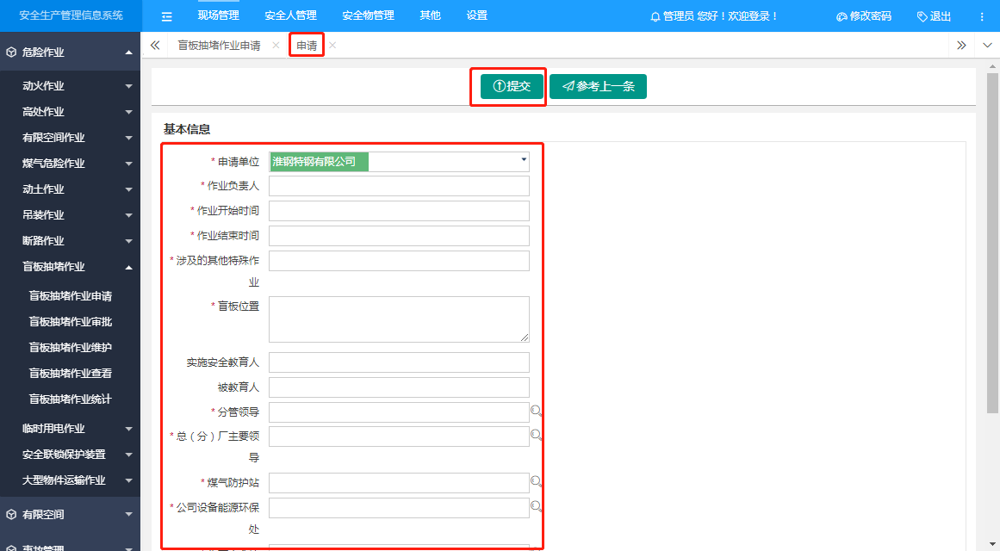 安全生产管理信息系统
现场管理 安全人管理 安全物管理 其他 设置
管理员 您好！欢迎登录！ 修改密码 退出
危险作业
动火作业
高处作业
有限空间作业
煤气危险作业
动土作业
吊装作业
断路作业
盲板抽堵作业
盲板抽堵作业申请
盲板抽堵作业审批
盲板抽堵作业维护
盲板抽堵作业查看
盲板抽堵作业统计
临时用电作业
安全联锁保护装置
大型物件运输作业
有限空间
事故管理
盲板抽堵作业申请 申请
提交 参考上一条
基本信息
* 申请单位 淮钢特钢有限公司
* 作业负责人
* 作业开始时间
* 作业结束时间
* 涉及的其他特殊作
业
* 盲板位置
实施安全教育人
被教育人
* 分管领导
* 总（分）厂主要领
导
* 煤气防护站
* 公司设备能源环保
处